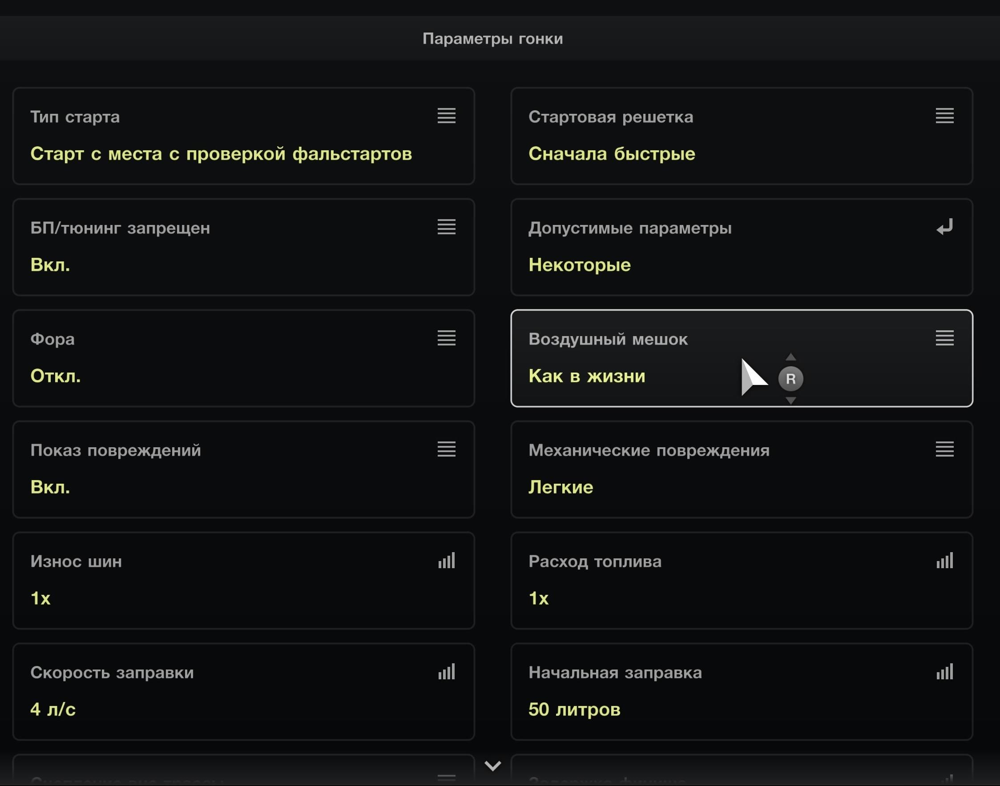 Параметры гонки
Тип старта
Старт с места с проверкой фальстартов
Стартовая решетка
Сначала быстрые
БП/тюнинг запрещен
Вкл.
Допустимые параметры
Некоторые
Фора
Откл.
Воздушный мешок
Как в жизни
R
Показ повреждений
Вкл.
Механические повреждения
Легкие
Износ шин
1x
Расход топлива
1x
Скорость заправки
4 л/с
Начальная заправка
50 литров